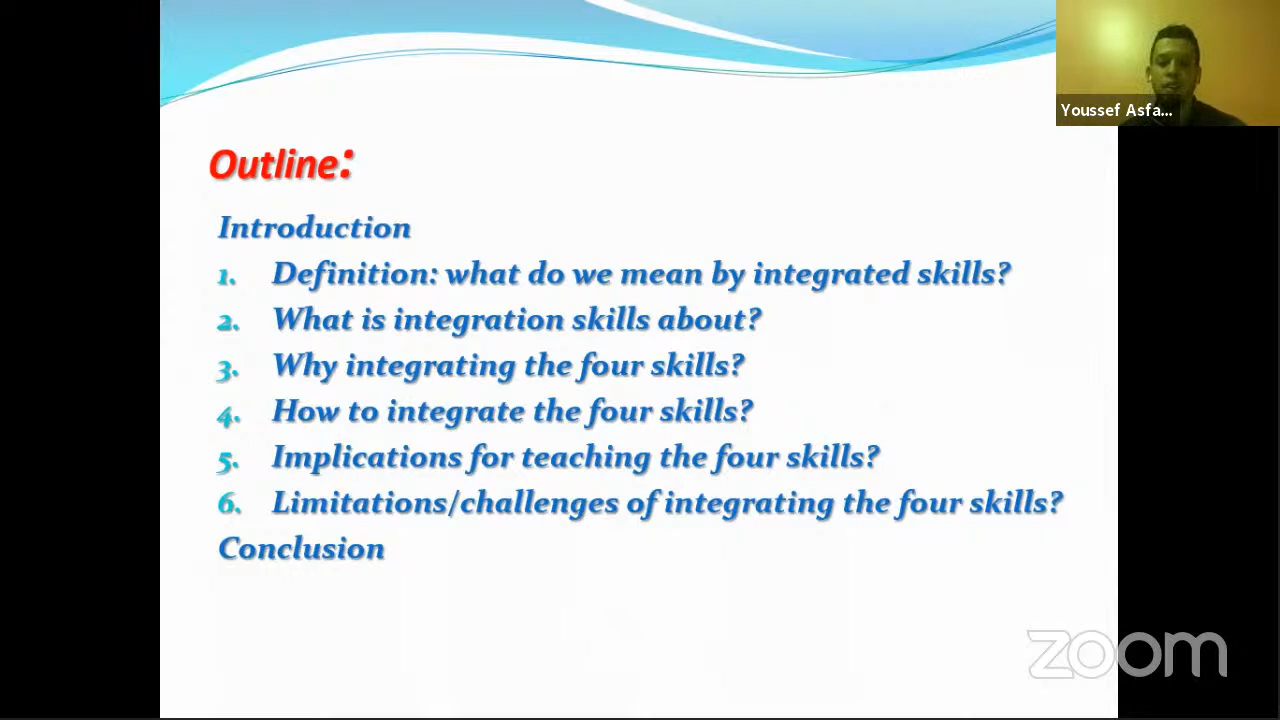 Youssef Asfa...
Outline:
Introduction
1. Definition: what do we mean by integrated skills?
2. What is integration skills about?
3. Why integrating the four skills?
4. How to integrate the four skills?
5. Implications for teaching the four skills?
6. Limitations/challenges of integrating the four skills?
Conclusion
zoom